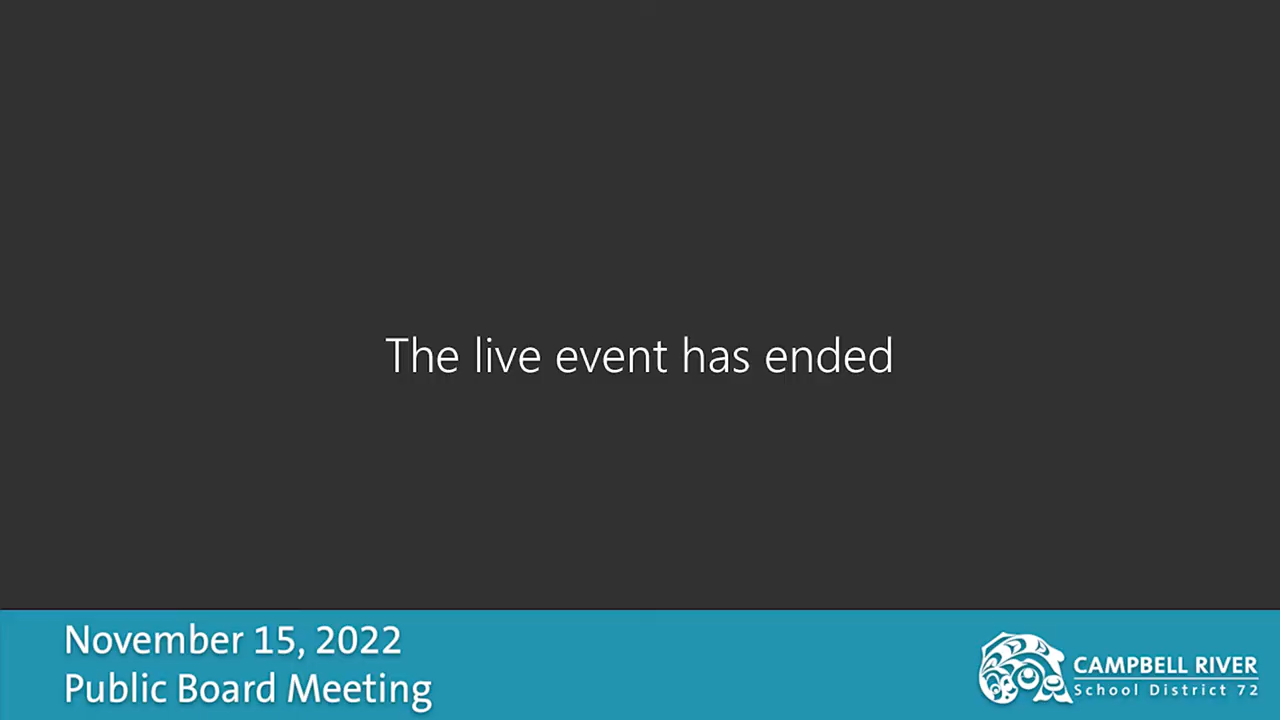 The live event has ended
November 15, 2022
Public Board Meeting
CAMPBELL RIVER
School District 72